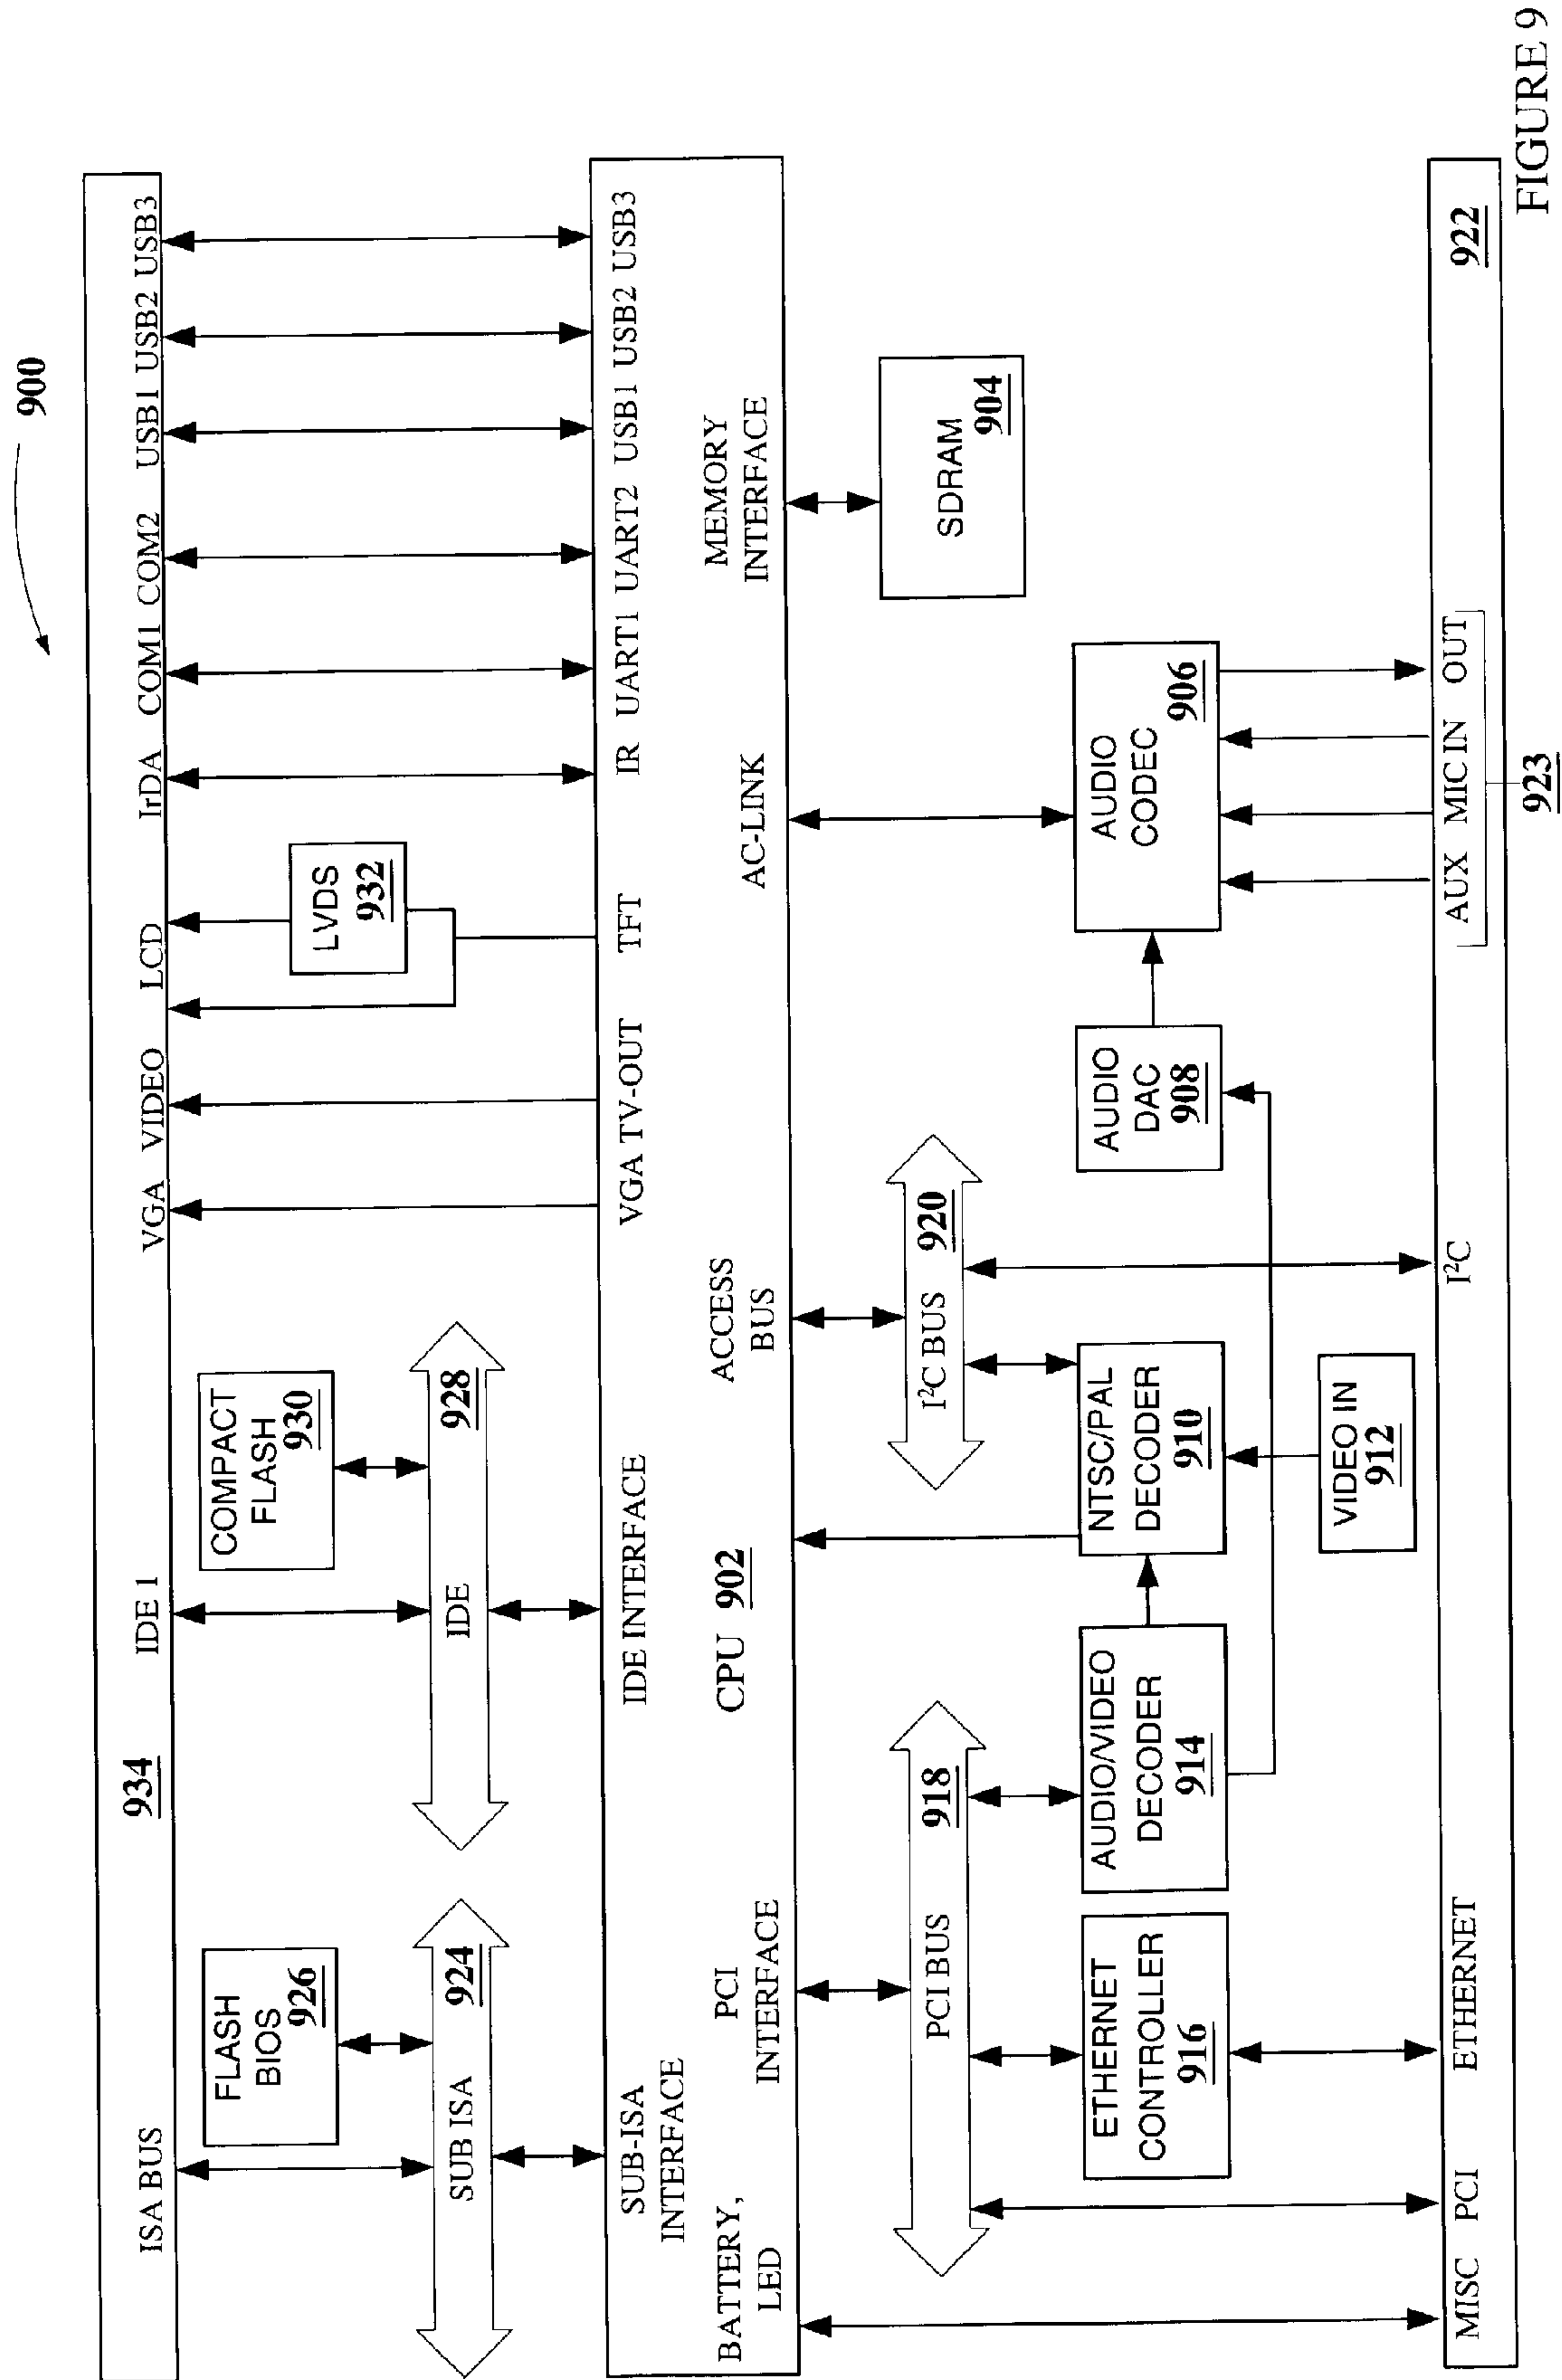 900
934
ISA BUS
IDE 1
VGA
VIDEO
LCD
IrDA
COM1
COM2
USB1
USB2
USB3
FLASH
BIOS
926
COMPACT
FLASH
930
LVDS
932
SUB ISA
924
IDE
928
SUB-ISA
INTERFACE
IDE INTERFACE
VGA
TV-OUT
TFT
IR
UART1
UART2
USB1
USB2
USB3
CPU 902
BATTERY,
LED
PCI
INTERFACE
ACCESS
BUS
AC-LINK
MEMORY
INTERFACE
PCI BUS
918
I²C BUS
920
SDRAM
904
ETHERNET
CONTROLLER
916
AUDIO/VIDEO
DECODER
914
NTSC/PAL
DECODER
910
AUDIO
DAC
908
AUDIO
CODEC
906
VIDEO IN
912
MISC
PCI
ETHERNET
I²C
AUX
MIC
IN
OUT
922
923
FIGURE 9